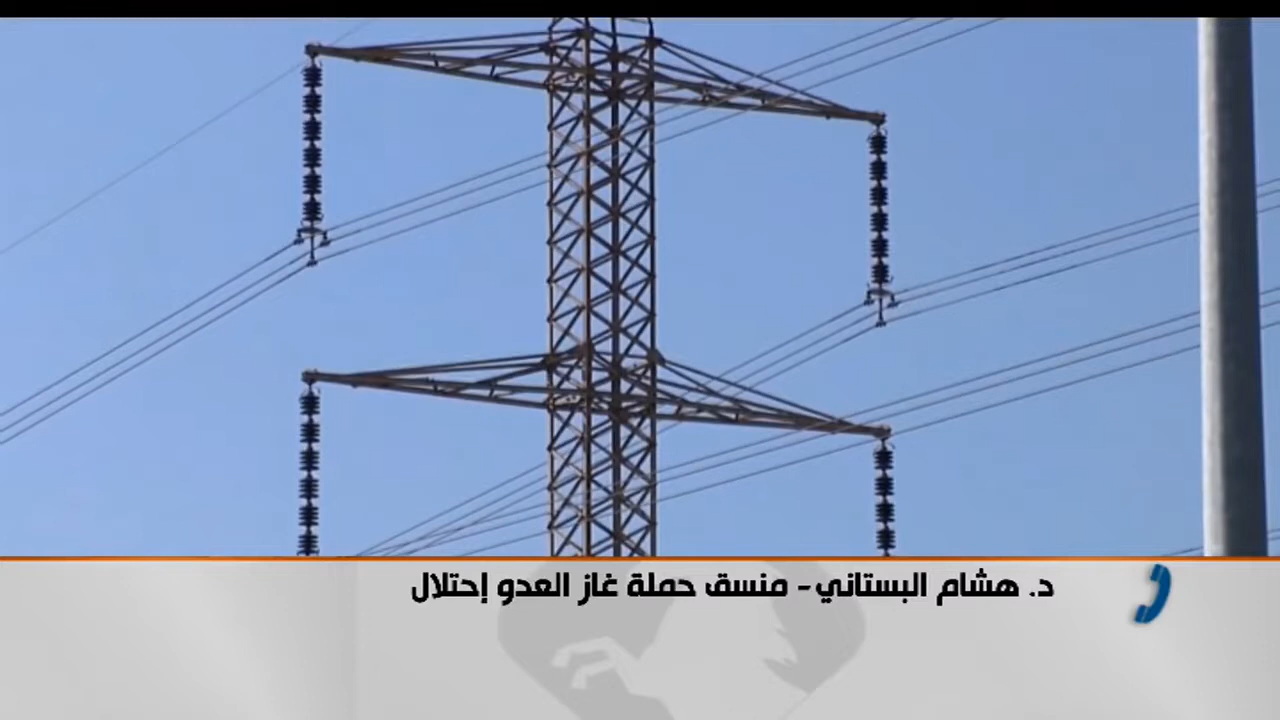 د. هشام البستاني - منسق حملة غاز العدو إحتلال